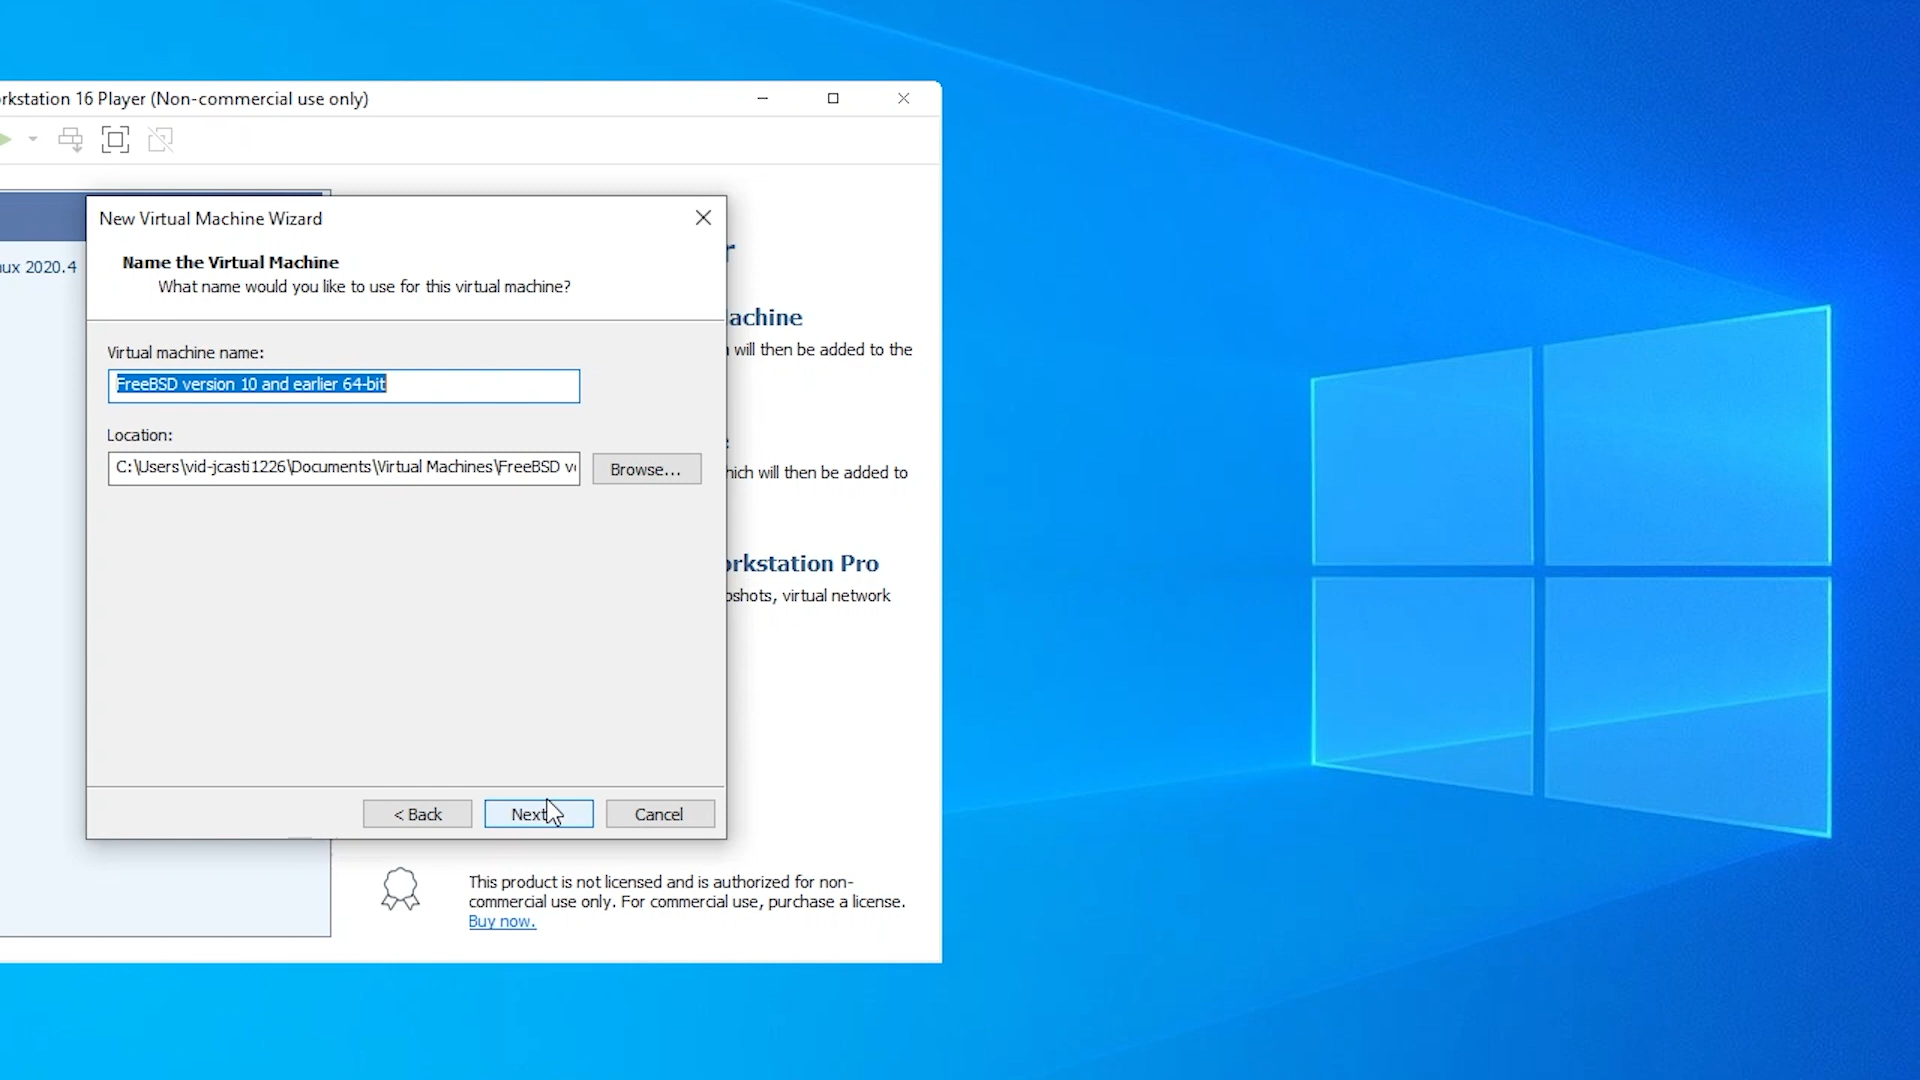 rkstation 16 Player (Non-commercial use only)
New Virtual Machine Wizard
Name the Virtual Machine
What name would you like to use for this virtual machine?
ux 2020.4
Virtual machine name:
FreeBSD version 10 and earlier 64-bit
Location:
C:\Users\vid-jcasti1226\Documents\Virtual Machines\FreeBSD v
Browse...
< Back
Next
Cancel
r
achine
will then be added to the
e
hich will then be added to
rkstation Pro
pshots, virtual network
This product is not licensed and is authorized for non-
commercial use only. For commercial use, purchase a license.
Buy now.